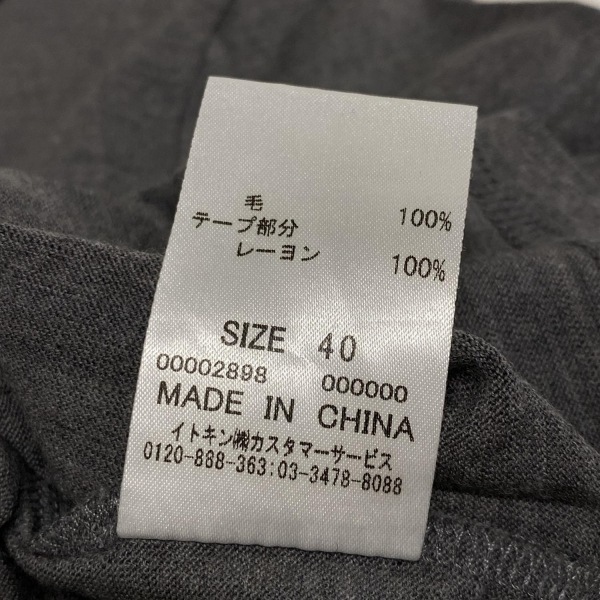 毛 100%
テープ部分
レーヨン 100%
SIZE 40
00002898 000000
MADE IN CHINA
イトキン㈱カスタマーサービス
0120-888-363:03-3478-8088